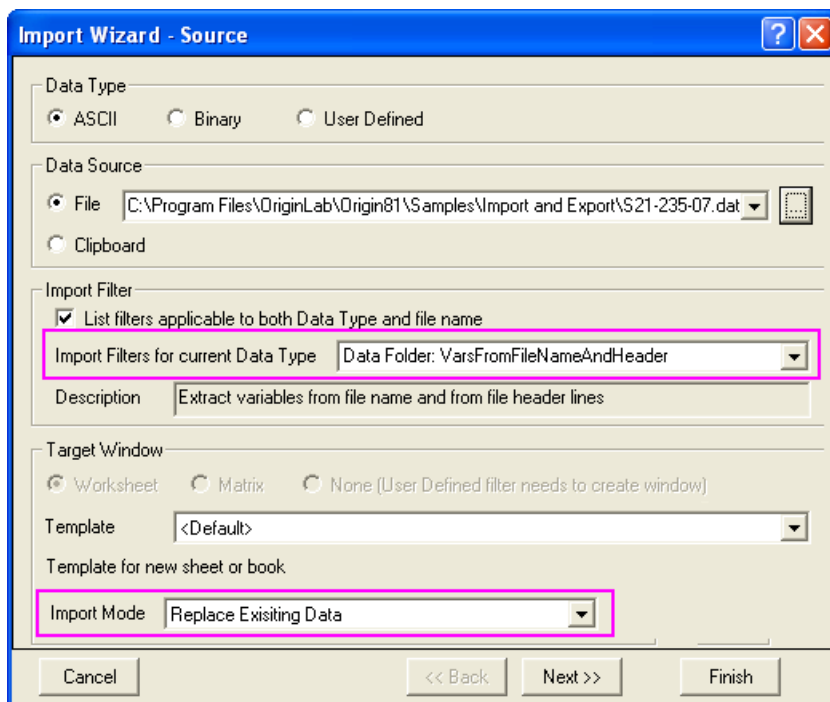 Import Wizard - Source
Data Type
ASCII Binary User Defined
Data Source
File C:\Program Files\OriginLab\Origin81\Samples\Import and Export\S21-235-07.dat ...
Clipboard
Import Filter
List filters applicable to both Data Type and file name
Import Filters for current Data Type Data Folder: VarsFromFileNameAndHeader
Description Extract variables from file name and from file header lines
Target Window
Worksheet Matrix None (User Defined filter needs to create window)
Template <Default>
Template for new sheet or book
Import Mode Replace Exisiting Data
Cancel << Back Next >> Finish